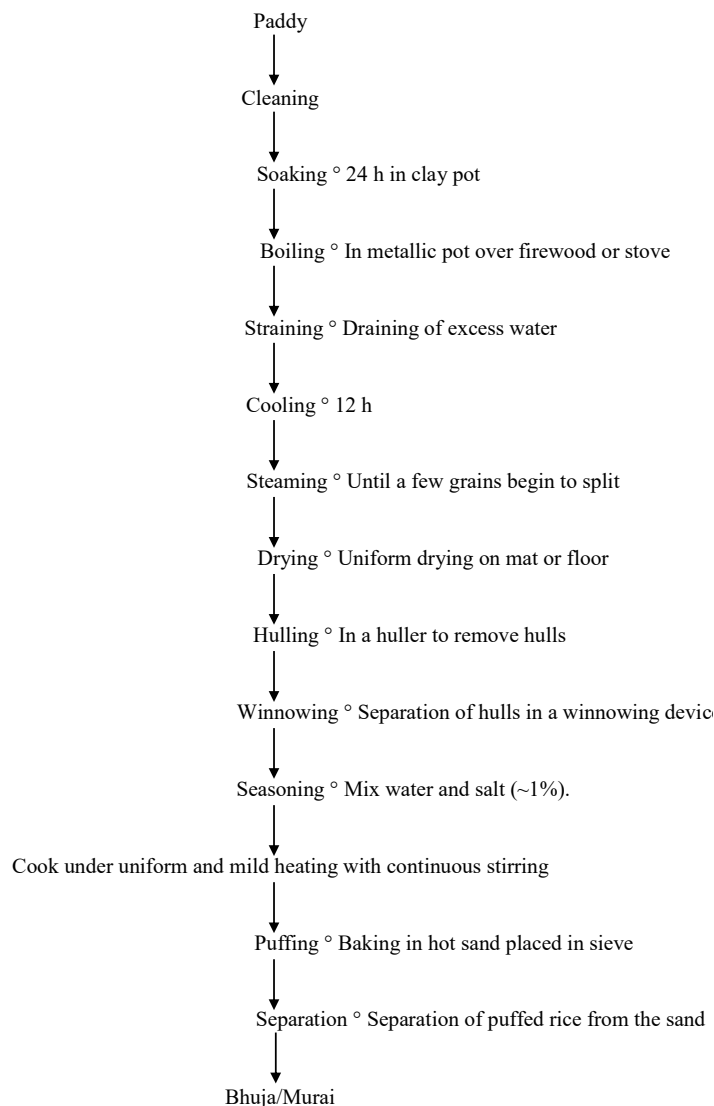 Paddy
Cleaning
Soaking ° 24 h in clay pot
Boiling ° In metallic pot over firewood or stove
Straining ° Draining of excess water
Cooling ° 12 h
Steaming ° Until a few grains begin to split
Drying ° Uniform drying on mat or floor
Hulling ° In a huller to remove hulls
Winnowing ° Separation of hulls in a winnowing device
Seasoning ° Mix water and salt (~1%).
Cook under uniform and mild heating with continuous stirring
Puffing ° Baking in hot sand placed in sieve
Separation ° Separation of puffed rice from the sand
Bhuja/Murai